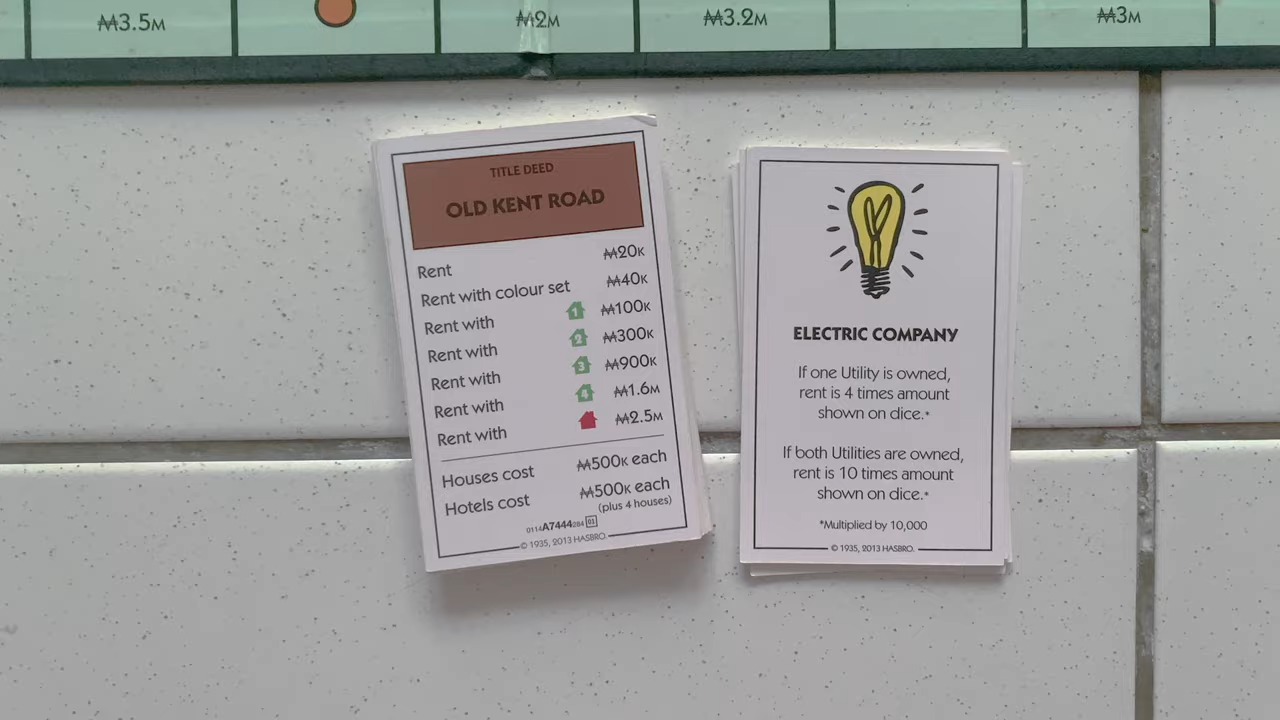 ₩3.5M
₩2M
₩3.2M
₩3M
TITLE DEED
OLD KENT ROAD
Rent ₩20K
Rent with colour set ₩40K
Rent with 1 ₩100K
Rent with 2 ₩300K
Rent with 3 ₩900K
Rent with 4 ₩1.6M
Rent with ₩2.5M
Houses cost ₩500K each
Hotels cost ₩500K each
(plus 4 houses)
0114A7444284 01
© 1935, 2013 HASBRO.
ELECTRIC COMPANY
If one Utility is owned,
rent is 4 times amount
shown on dice.*
If both Utilities are owned,
rent is 10 times amount
shown on dice.*
*Multiplied by 10,000
© 1935, 2013 HASBRO.